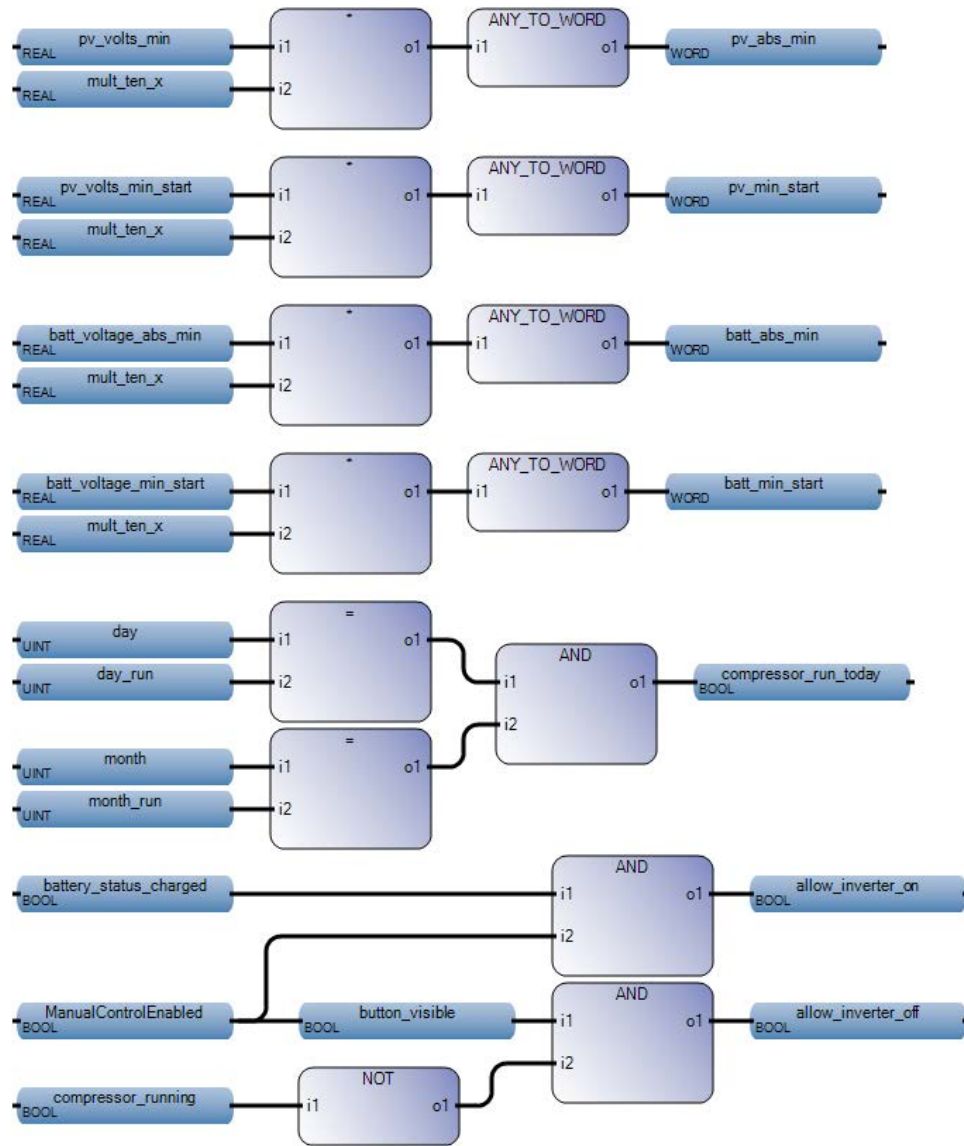 *
ANY_TO_WORD
pv_volts_min
REAL
i1
o1
i1
o1
pv_abs_min
WORD
mult_ten_x
REAL
i2
*
ANY_TO_WORD
pv_volts_min_start
REAL
i1
o1
i1
o1
pv_min_start
WORD
mult_ten_x
REAL
i2
*
ANY_TO_WORD
batt_voltage_abs_min
REAL
i1
o1
i1
o1
batt_abs_min
WORD
mult_ten_x
REAL
i2
*
ANY_TO_WORD
batt_voltage_min_start
REAL
i1
o1
i1
o1
batt_min_start
WORD
mult_ten_x
REAL
i2
=
day
UINT
i1
o1
day_run
UINT
i2
AND
i1
o1
i2
compressor_run_today
BOOL
=
month
UINT
i1
o1
month_run
UINT
i2
AND
battery_status_charged
BOOL
i1
o1
i2
allow_inverter_on
BOOL
AND
ManualControlEnabled
BOOL
button_visible
BOOL
i1
o1
i2
allow_inverter_off
BOOL
NOT
compressor_running
BOOL
i1
o1